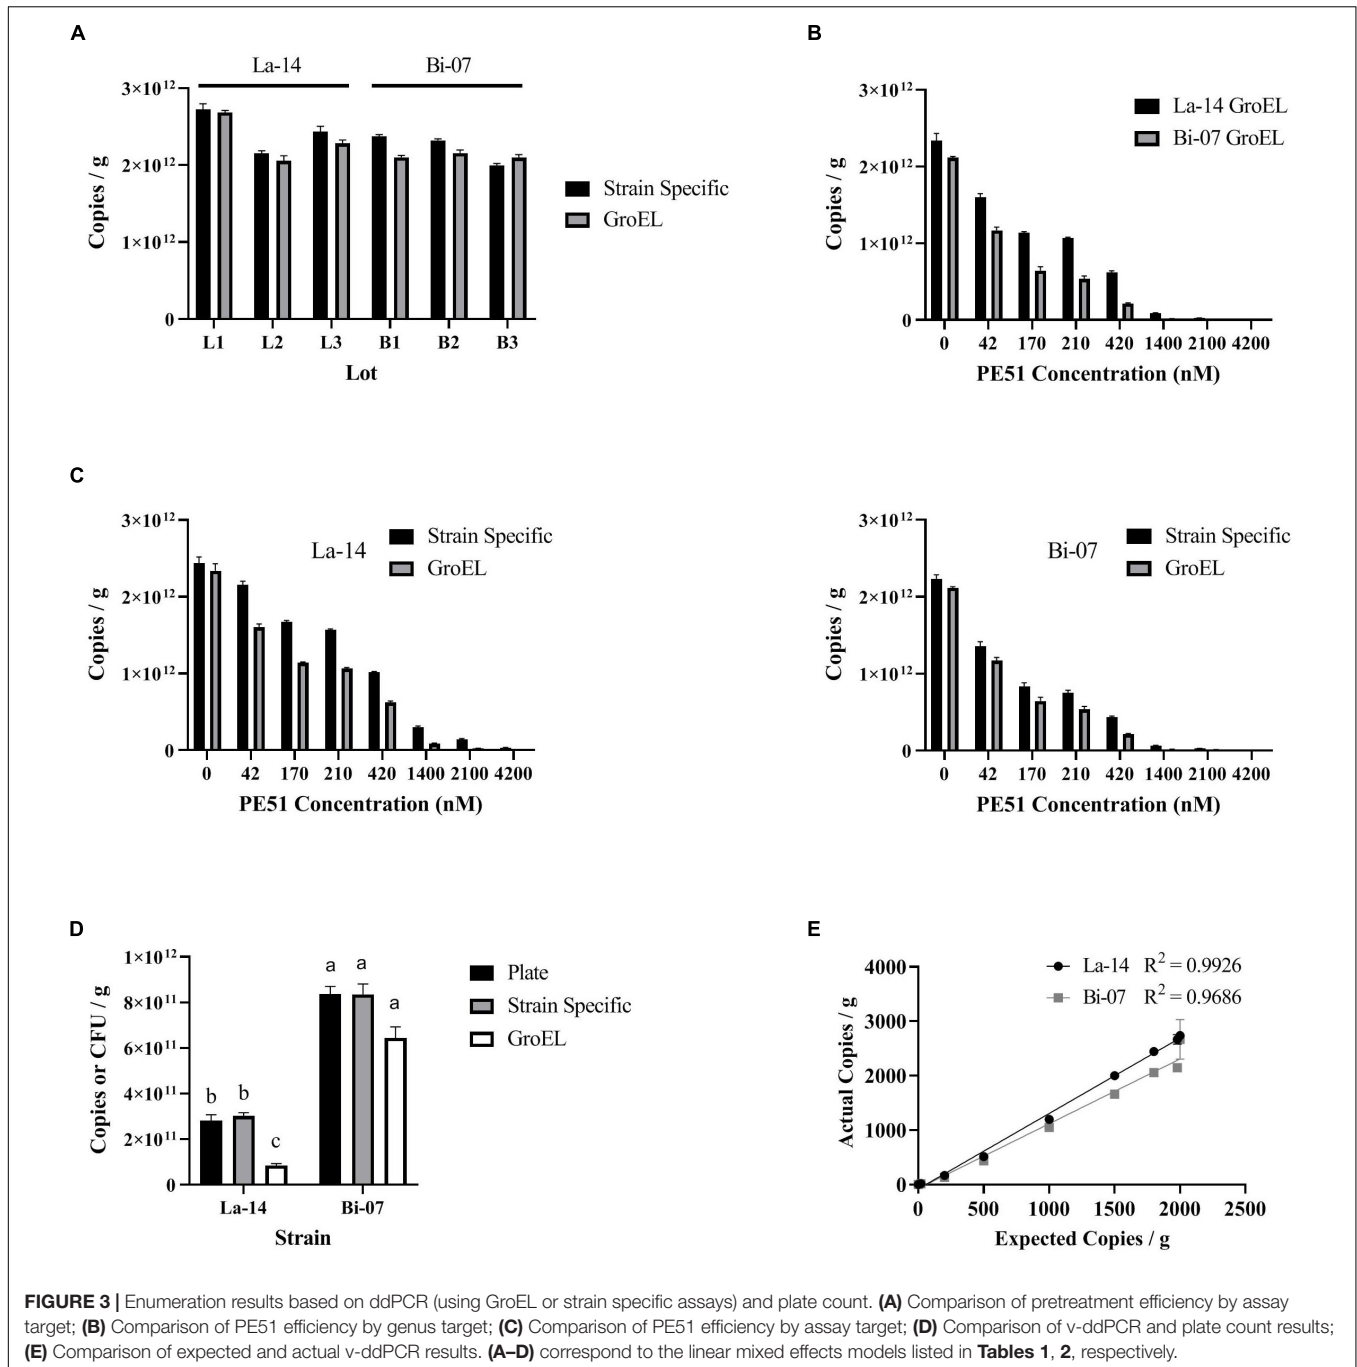 A
La-14 Bi-07
3×10¹²
2×10¹²
1×10¹²
0
Copies / g
L1 L2 L3 B1 B2 B3
Lot
Strain Specific
GroEL
B
3×10¹²
2×10¹²
1×10¹²
0
Copies / g
La-14 GroEL
Bi-07 GroEL
0 42 170 210 420 1400 2100 4200
PE51 Concentration (nM)
C
3×10¹²
2×10¹²
1×10¹²
0
Copies / g
La-14
Strain Specific
GroEL
0 42 170 210 420 1400 2100 4200
PE51 Concentration (nM)
3×10¹²
2×10¹²
1×10¹²
0
Copies / g
Bi-07
Strain Specific
GroEL
0 42 170 210 420 1400 2100 4200
PE51 Concentration (nM)
D
1×10¹²
8×10¹¹
6×10¹¹
4×10¹¹
2×10¹¹
0
Copies or CFU / g
b b c a a a
Plate
Strain Specific
GroEL
La-14 Bi-07
Strain
E
4000
3000
2000
1000
0
Actual Copies / g
La-14 R² = 0.9926
Bi-07 R² = 0.9686
0 500 1000 1500 2000 2500
Expected Copies / g
FIGURE 3 | Enumeration results based on ddPCR (using GroEL or strain specific assays) and plate count. (A) Comparison of pretreatment efficiency by assay
target; (B) Comparison of PE51 efficiency by genus target; (C) Comparison of PE51 efficiency by assay target; (D) Comparison of v-ddPCR and plate count results;
(E) Comparison of expected and actual v-ddPCR results. (A–D) correspond to the linear mixed effects models listed in Tables 1, 2, respectively.